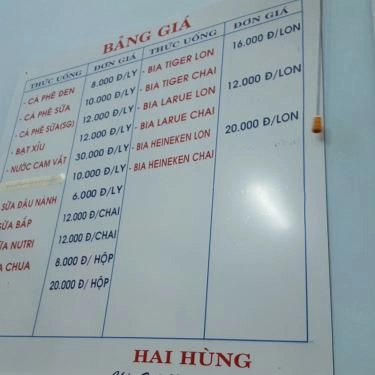 BẢNG GIÁ
THỨC UỐNG ĐƠN GIÁ THỨC UỐNG ĐƠN GIÁ
- CÀ PHÊ ĐEN 8.000 Đ/LY - BIA TIGER LON 16.000 Đ/LON
- CÀ PHÊ SỮA 10.000 Đ/LY - BIA TIGER CHAI
- CÀ PHÊ SỮA(SG) 12.000 Đ/LY - BIA LARUE LON 12.000 Đ/LON
- BẠT XỈU 12.000 Đ/LY - BIA LARUE CHAI
- NƯỚC CAM VẮT 30.000 Đ/LY - BIA HEINEKEN LON 20.000 Đ/LON
10.000 Đ/LY - BIA HEINEKEN CHAI
SỮA ĐẬU NÀNH 6.000 Đ/LY
SỮA BẮP 12.000 Đ/CHAI
ỮA NUTRI 12.000 Đ/CHAI
A CHUA 8.000 Đ/ HỘP
20.000 Đ/ HỘP
HAI HÙNG